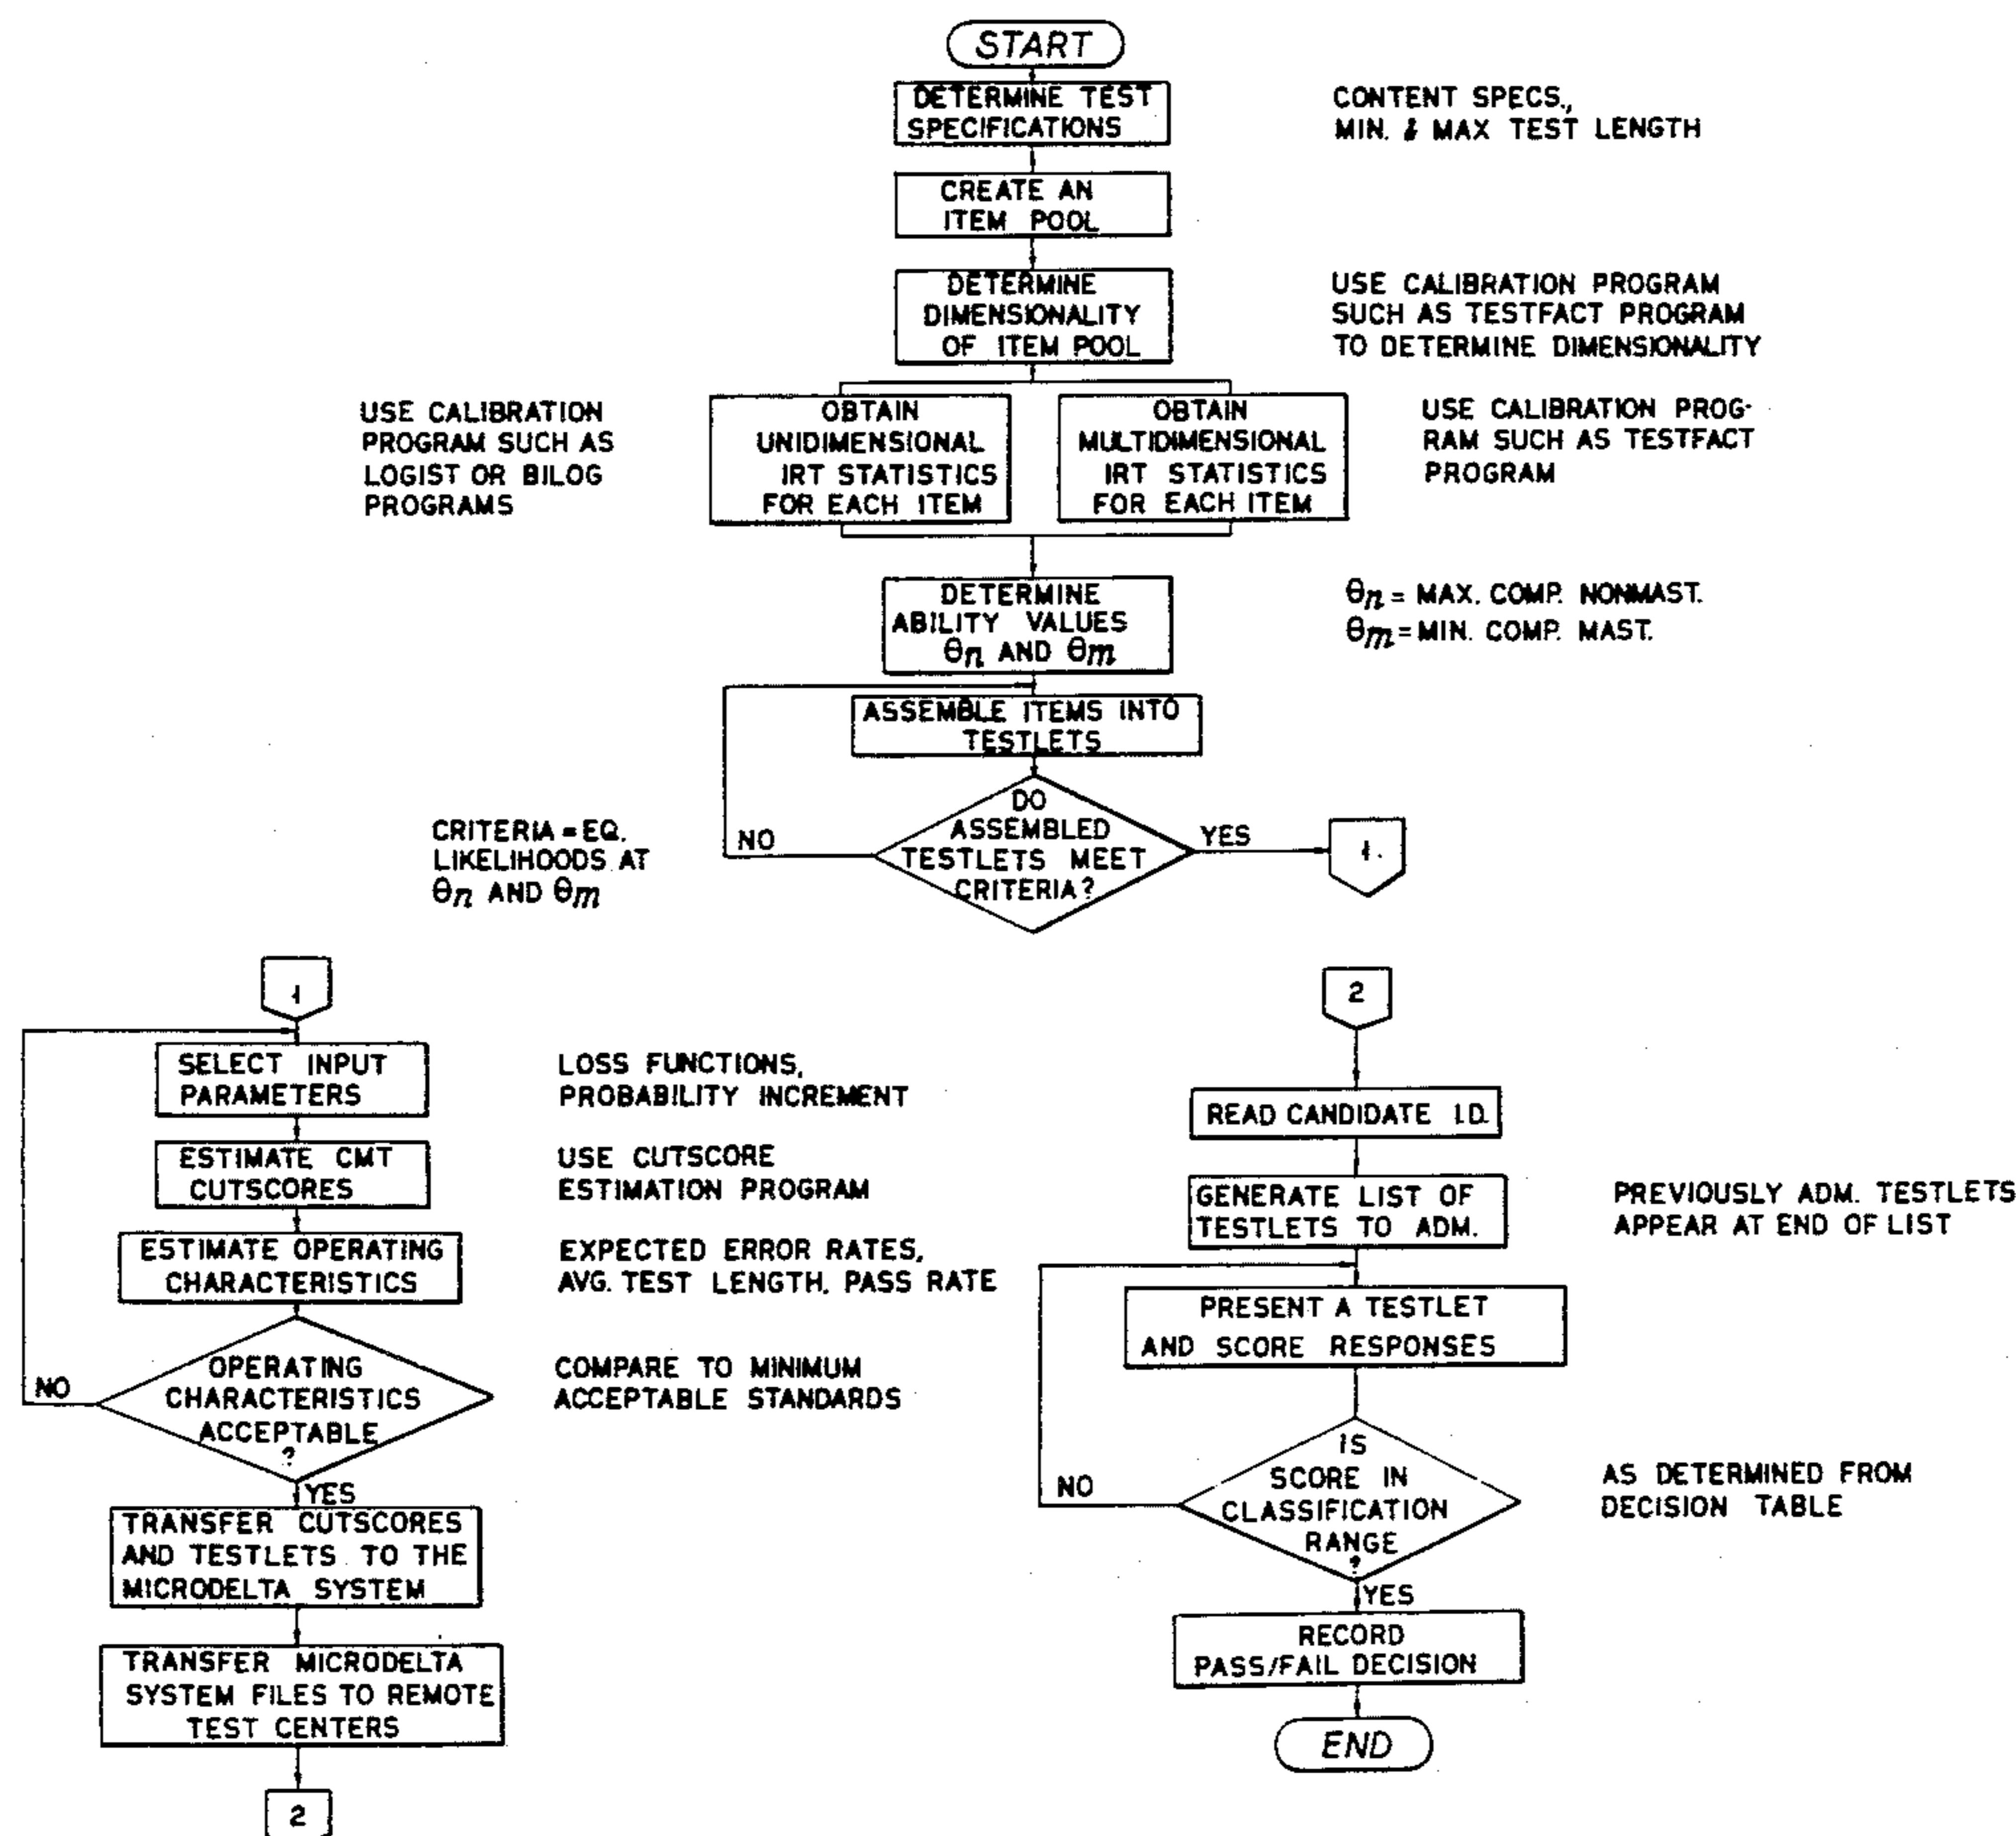 START
DETERMINE TEST
SPECIFICATIONS
CONTENT SPECS.,
MIN. & MAX TEST LENGTH
CREATE AN
ITEM POOL
DETERMINE
DIMENSIONALITY
OF ITEM POOL
USE CALIBRATION PROGRAM
SUCH AS TESTFACT PROGRAM
TO DETERMINE DIMENSIONALITY
USE CALIBRATION
PROGRAM SUCH AS
LOGIST OR BILOG
PROGRAMS
OBTAIN
UNIDIMENSIONAL
IRT STATISTICS
FOR EACH ITEM
OBTAIN
MULTIDIMENSIONAL
IRT STATISTICS
FOR EACH ITEM
USE CALIBRATION PROG-
RAM SUCH AS TESTFACT
PROGRAM
DETERMINE
ABILITY VALUES
θn AND θm
θn = MAX. COMP. NONMAST.
θm = MIN. COMP. MAST.
ASSEMBLE ITEMS INTO
TESTLETS
CRITERIA = EQ.
LIKELIHOODS AT
θn AND θm
NO
DO
ASSEMBLED
TESTLETS MEET
CRITERIA?
YES
1.
1
SELECT INPUT
PARAMETERS
LOSS FUNCTIONS,
PROBABILITY INCREMENT
ESTIMATE CMT
CUTSCORES
USE CUTSCORE
ESTIMATION PROGRAM
ESTIMATE OPERATING
CHARACTERISTICS
EXPECTED ERROR RATES,
AVG. TEST LENGTH, PASS RATE
NO
OPERATING
CHARACTERISTICS
ACCEPTABLE
?
COMPARE TO MINIMUM
ACCEPTABLE STANDARDS
YES
TRANSFER CUTSCORES
AND TESTLETS TO THE
MICRODELTA SYSTEM
TRANSFER MICRODELTA
SYSTEM FILES TO REMOTE
TEST CENTERS
2
2
READ CANDIDATE I.D.
GENERATE LIST OF
TESTLETS TO ADM.
PREVIOUSLY ADM. TESTLETS
APPEAR AT END OF LIST
PRESENT A TESTLET
AND SCORE RESPONSES
NO
IS
SCORE IN
CLASSIFICATION
RANGE
?
AS DETERMINED FROM
DECISION TABLE
YES
RECORD
PASS/FAIL DECISION
END